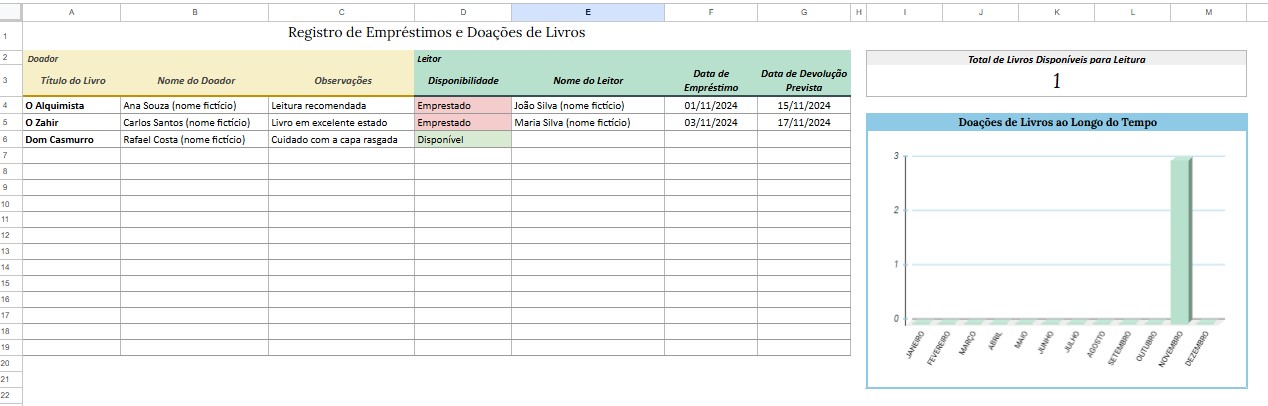 A B C D E F G H I J K L M
1 Registro de Empréstimos e Doações de Livros
2 Doador Leitor Total de Livros Disponíveis para Leitura
3 Título do Livro Nome do Doador Observações Disponibilidade Nome do Leitor Data de Empréstimo Data de Devolução Prevista 1
4 O Alquimista Ana Souza (nome fictício) Leitura recomendada Emprestado João Silva (nome fictício) 01/11/2024 15/11/2024
5 O Zahir Carlos Santos (nome fictício) Livro em excelente estado Emprestado Maria Silva (nome fictício) 03/11/2024 17/11/2024
6 Dom Casmurro Rafael Costa (nome fictício) Cuidado com a capa rasgada Disponível
7
8
9
10
11
12
13
14
15
16
17
18
19
20
21
22
Doações de Livros ao Longo do Tempo
3
2
1
0
JANEIRO FEVEREIRO MARÇO ABRIL MAIO JUNHO JULHO AGOSTO SETEMBRO OUTUBRO NOVEMBRO DEZEMBRO